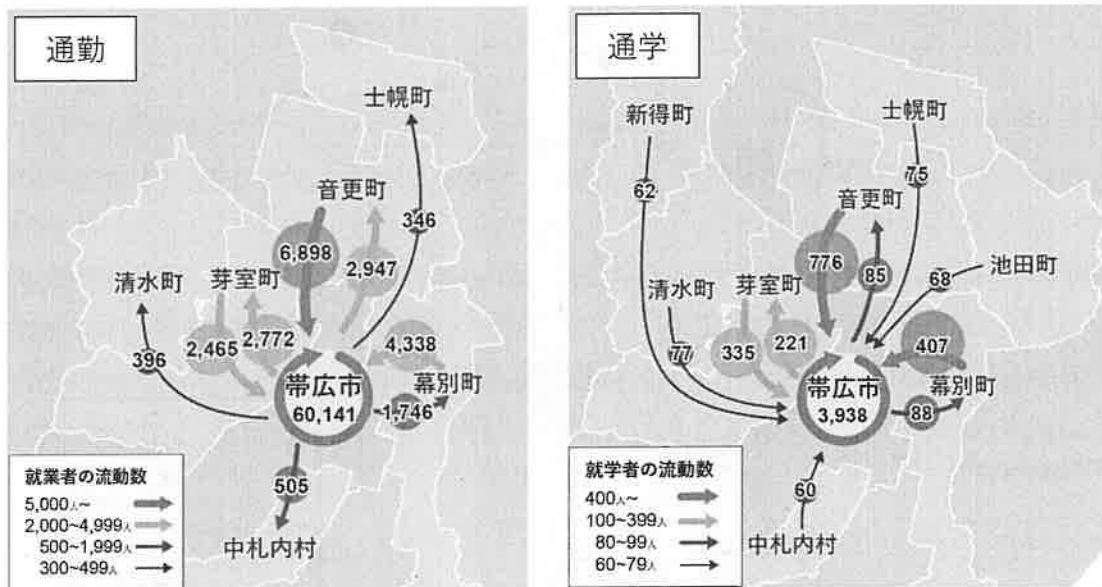 通勤
士幌町
音更町
346
6,898
2,947
清水町
芽室町
2,465
2,772
4,338
396
帯広市
60,141
幕別町
1,746
505
中札内村
就業者の流動数
5,000人~
2,000~4,999人
500~1,999人
300~499人
通学
新得町
士幌町
75
62
音更町
776
85
池田町
68
清水町
芽室町
77
335
221
407
帯広市
3,938
幕別町
88
60
中札内村
就学者の流動数
400人~
100~399人
80~99人
60~79人